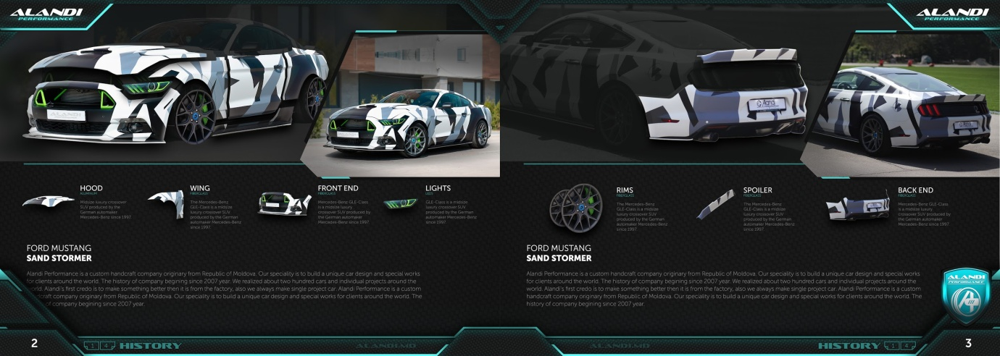 ALANDI
PERFORMANCE
ALANDI
HOOD
ALUMINIUM
Midsize luxury crossover
SUV produced by the
German automaker
Mercedes-Benz since 1997.
WING
FIBERGLASS
The Mercedes-Benz
GLE-Class is a midsize
luxury crossover SUV
produced by the German
automaker Mercedes-Benz
since 1997.
FRONT END
FIBERGLASS
Mercedes-Benz GLE-Class
is a midsize luxury
crossover SUV produced by
the German automaker
Mercedes-Benz since 1997.
LIGHTS
LEDS
GLE-Class is a midsize
luxury crossover SUV
produced by the German
automaker Mercedes-Benz
since 1997.
FORD MUSTANG
SAND STORMER
Alandi Performance is a custom handcraft company originary from Republic of Moldova. Our speciality is to build a unique car design and special works
for clients around the world. The history of company begining since 2007 year. We realized about two hundred cars and individual projects around the
world. Alandi's first credo is to make something better then it is from the factory, also we always make single project car. Alandi Performance is a custom
handcraft company originary from Republic of Moldova. Our speciality is to build a unique car design and special works for clients around the world. The
of company begining since 2007 year.
2
1 4 HISTORY
ALANDI.MD
ALANDI
PERFORMANCE
Alandi
RIMS
FIBERGLASS
The Mercedes-Benz
GLE-Class is a midsize
luxury crossover SUV
produced by the German
automaker Mercedes-Benz
since 1997.
SPOILER
FIBERGLASS
The Mercedes-Benz
GLE-Class is a midsize
luxury crossover SUV
produced by the German
automaker Mercedes-Benz
since 1997.
BACK END
FIBERGLASS
Mercedes-Benz GLE-Class
is a midsize luxury
crossover SUV produced by
the German automaker
Mercedes-Benz since 1997.
FORD MUSTANG
SAND STORMER
Alandi Performance is a custom handcraft company originary from Republic of Moldova. Our speciality is to build a unique car design and special works
for clients around the world. The history of company begining since 2007 year. We realized about two hundred cars and individual projects around the
world. Alandi's first credo is to make something better then it is from the factory, also we always make single project car. Alandi Performance is a custom
handcraft company originary from Republic of Moldova. Our speciality is to build a unique car design and special works for clients around the world. The
history of company begining since 2007 year.
ALANDI
PERFORMANCE
ALANDI.MD
HISTORY 1 4
3